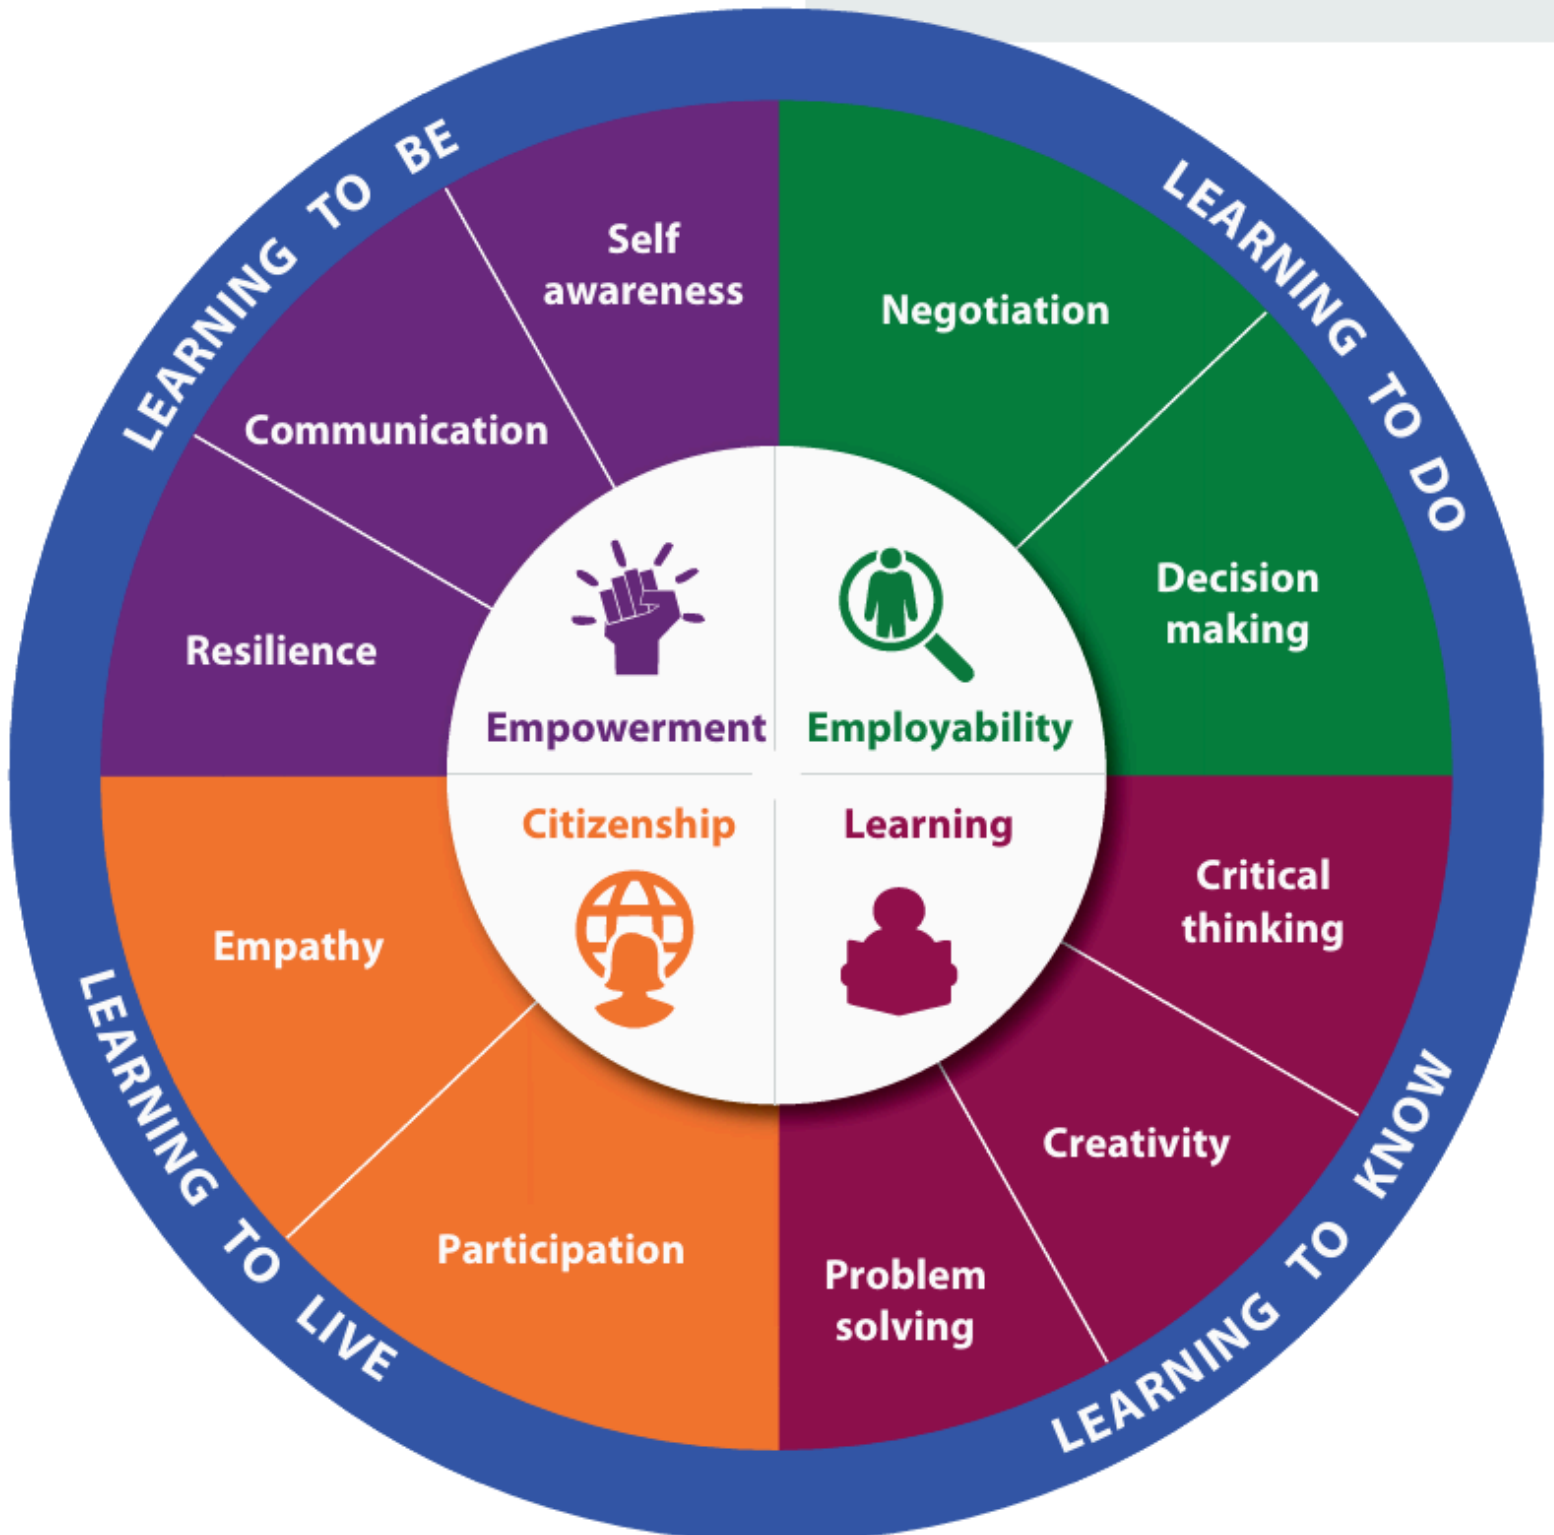 LEARNING TO BE
Self
awareness
Communication
Resilience
Empowerment
LEARNING TO DO
Negotiation
Decision
making
Employability
LEARNING TO KNOW
Critical
thinking
Creativity
Problem
solving
Learning
LEARNING TO LIVE
Empathy
Participation
Citizenship